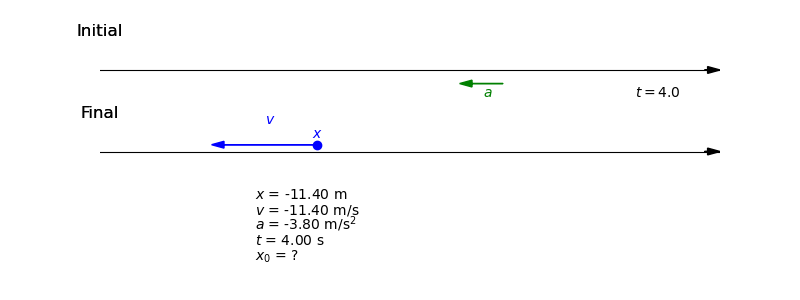 Initial
a
t = 4.0
Final
v
x
x = -11.40 m
v = -11.40 m/s
a = -3.80 m/s²
t = 4.00 s
x₀ = ?